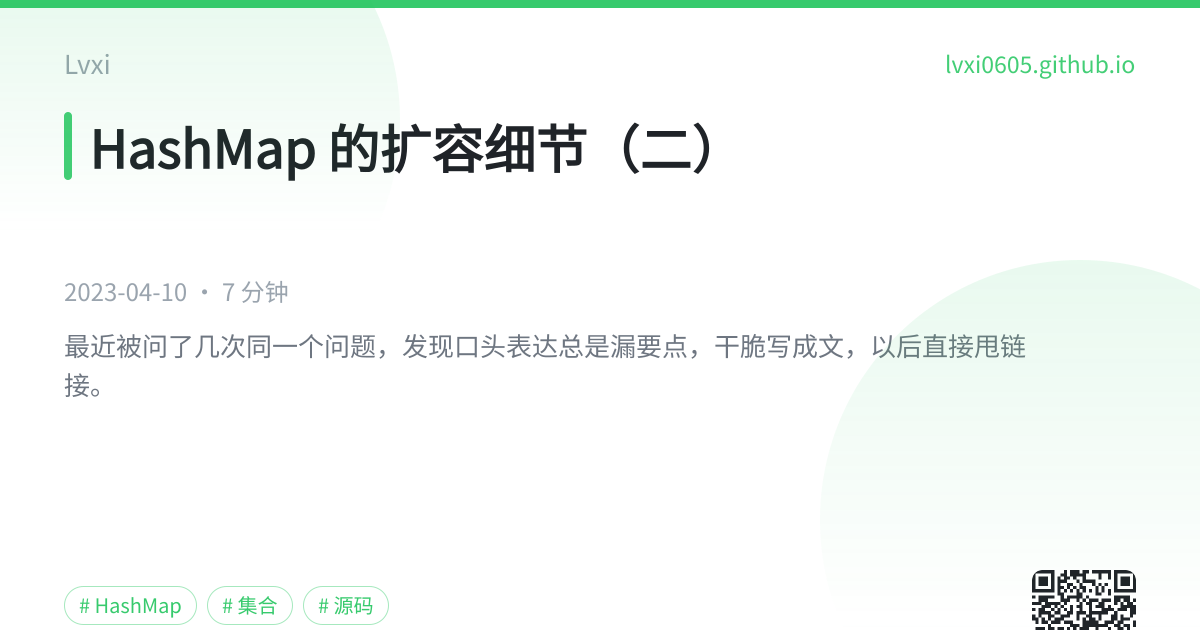 Lvxi
lvxi0605.github.io
HashMap 的扩容细节（二）
2023-04-10 · 7 分钟
最近被问了几次同一个问题，发现口头表达总是漏要点，干脆写成文，以后直接甩链
接。
# HashMap
# 集合
# 源码